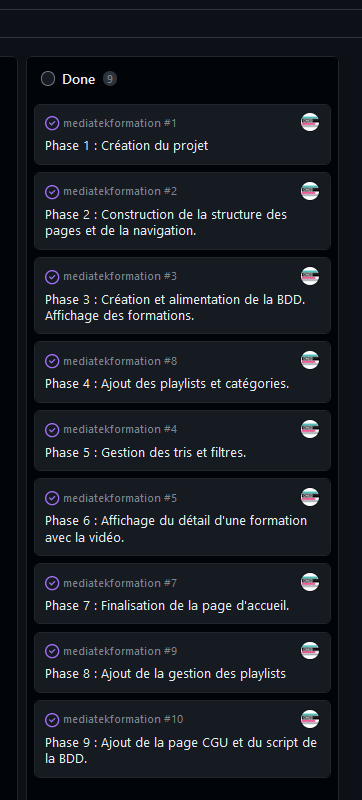 Done 9
mediatekformation #1
Phase 1 : Création du projet
mediatekformation #2
Phase 2 : Construction de la structure des
pages et de la navigation.
mediatekformation #3
Phase 3 : Création et alimentation de la BDD.
Affichage des formations.
mediatekformation #8
Phase 4 : Ajout des playlists et catégories.
mediatekformation #4
Phase 5 : Gestion des tris et filtres.
mediatekformation #5
Phase 6 : Affichage du détail d'une formation
avec la vidéo.
mediatekformation #7
Phase 7 : Finalisation de la page d'accueil.
mediatekformation #9
Phase 8 : Ajout de la gestion des playlists
mediatekformation #10
Phase 9 : Ajout de la page CGU et du script de
la BDD.